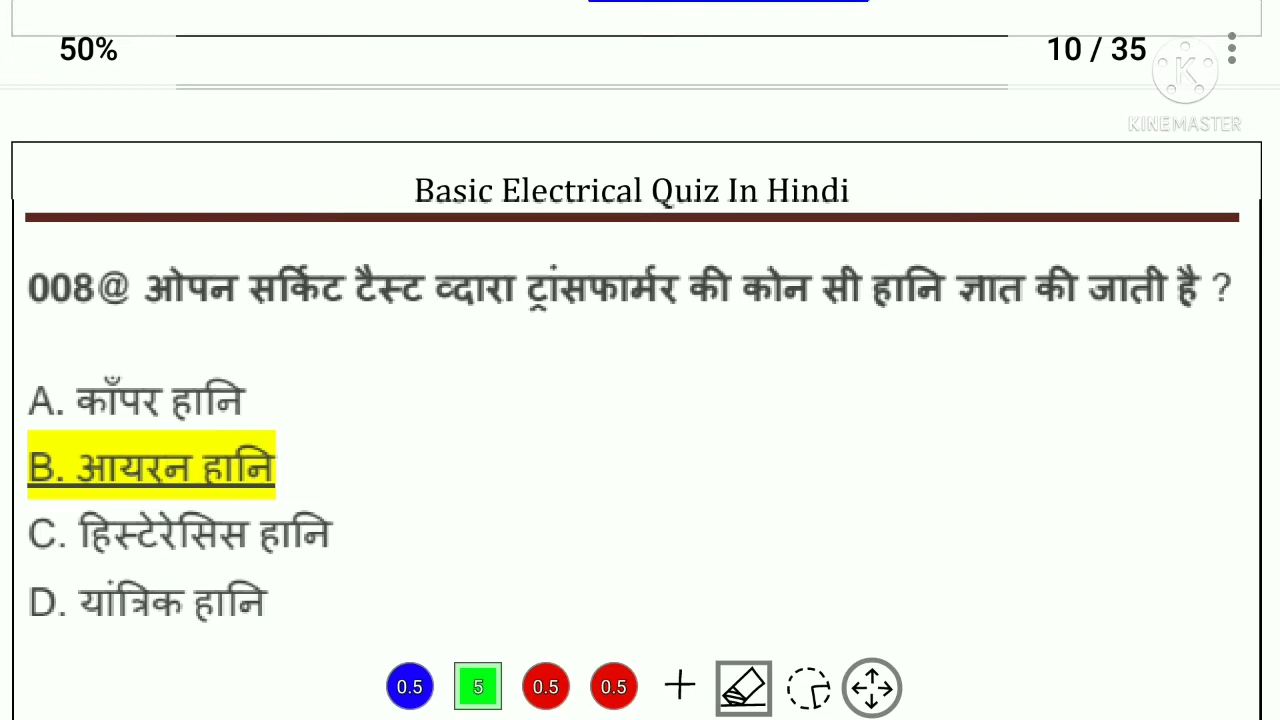 50%
10 / 35
KINEMASTER
Basic Electrical Quiz In Hindi
008@ ओपन सर्किट टैस्ट व्दारा ट्रांसफार्मर की कोन सी हानि ज्ञात की जाती है ?
A. काँपर हानि
B. आयरन हानि
C. हिस्टेरेसिस हानि
D. यांत्रिक हानि
0.5 5 0.5 0.5